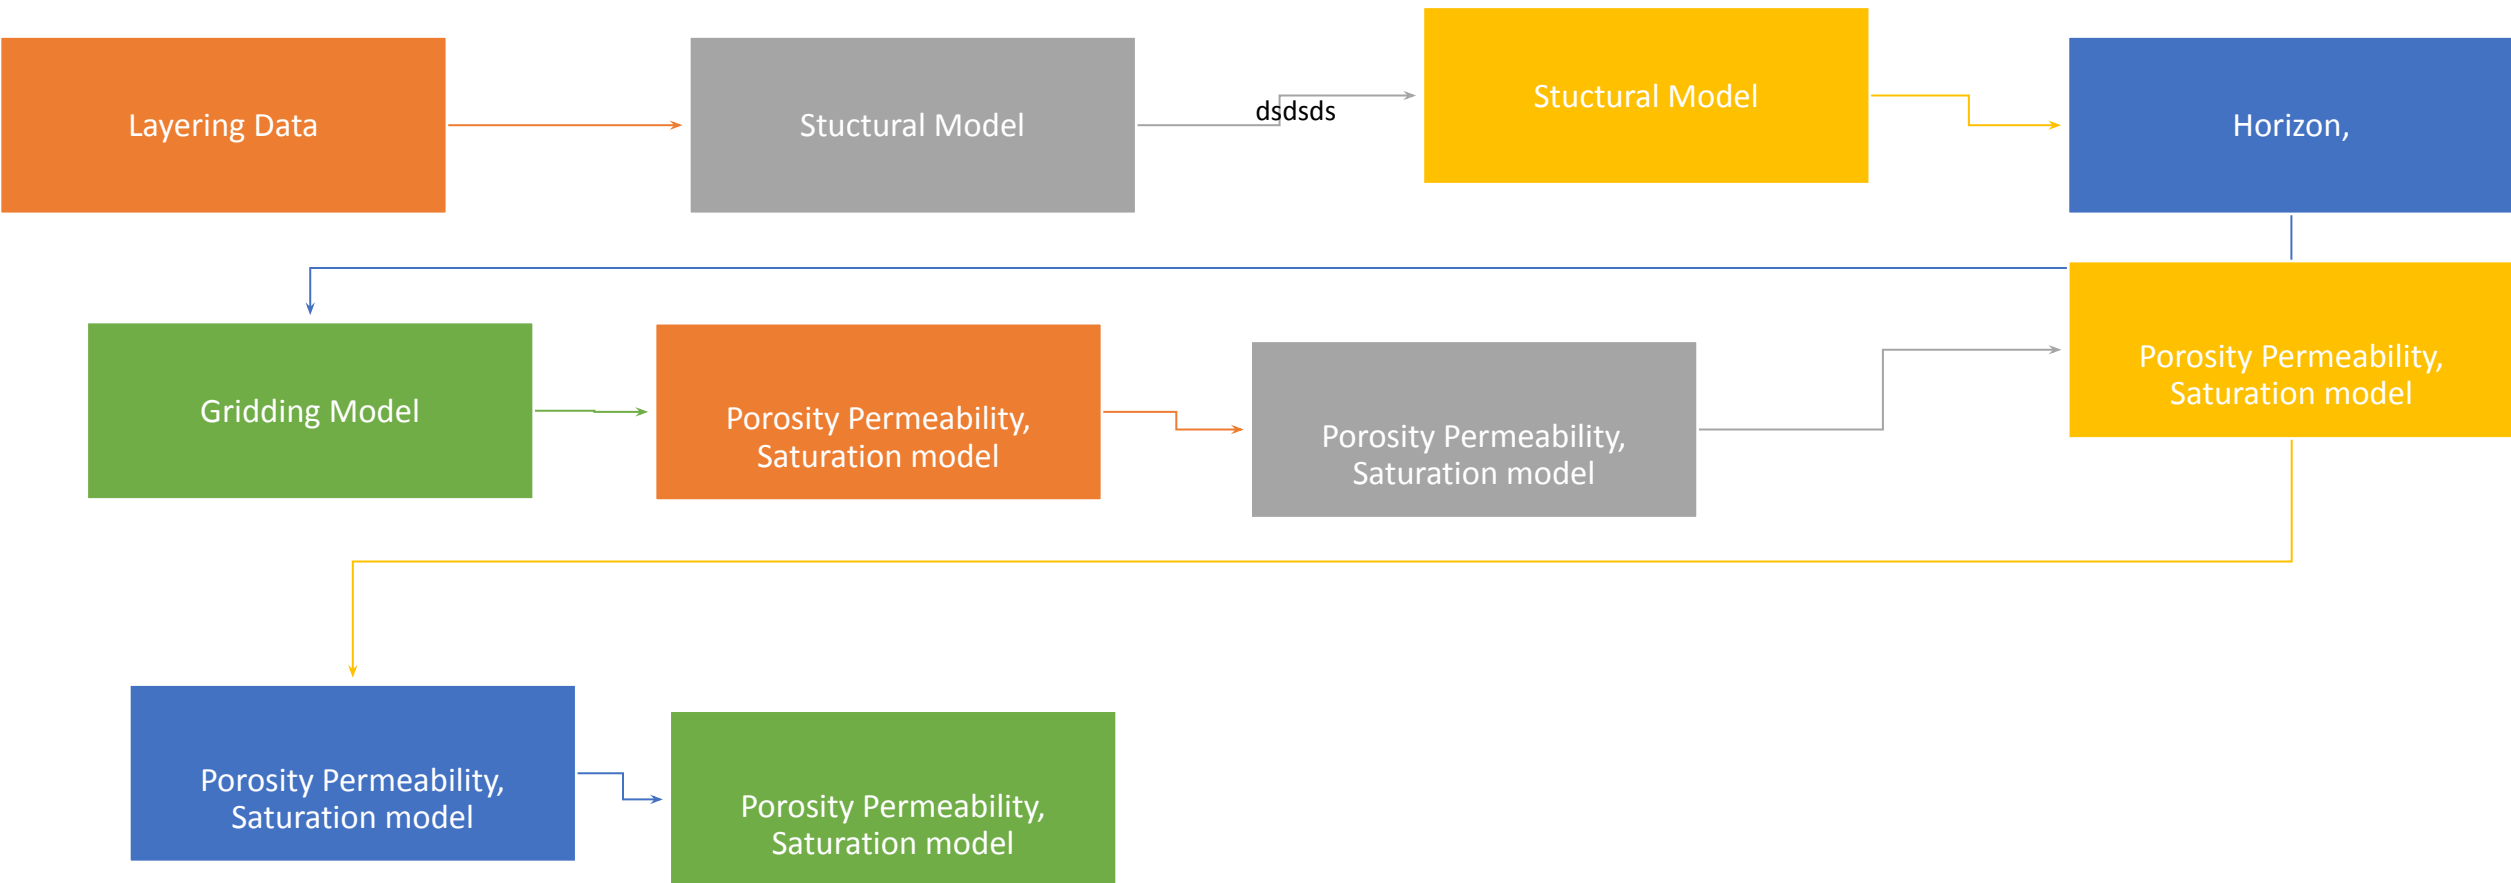 Layering Data
Stuctural Model
dsdsds
Stuctural Model
Horizon,
Gridding Model
Porosity Permeability,
Saturation model
Porosity Permeability,
Saturation model
Porosity Permeability,
Saturation model
Porosity Permeability,
Saturation model
Porosity Permeability,
Saturation model